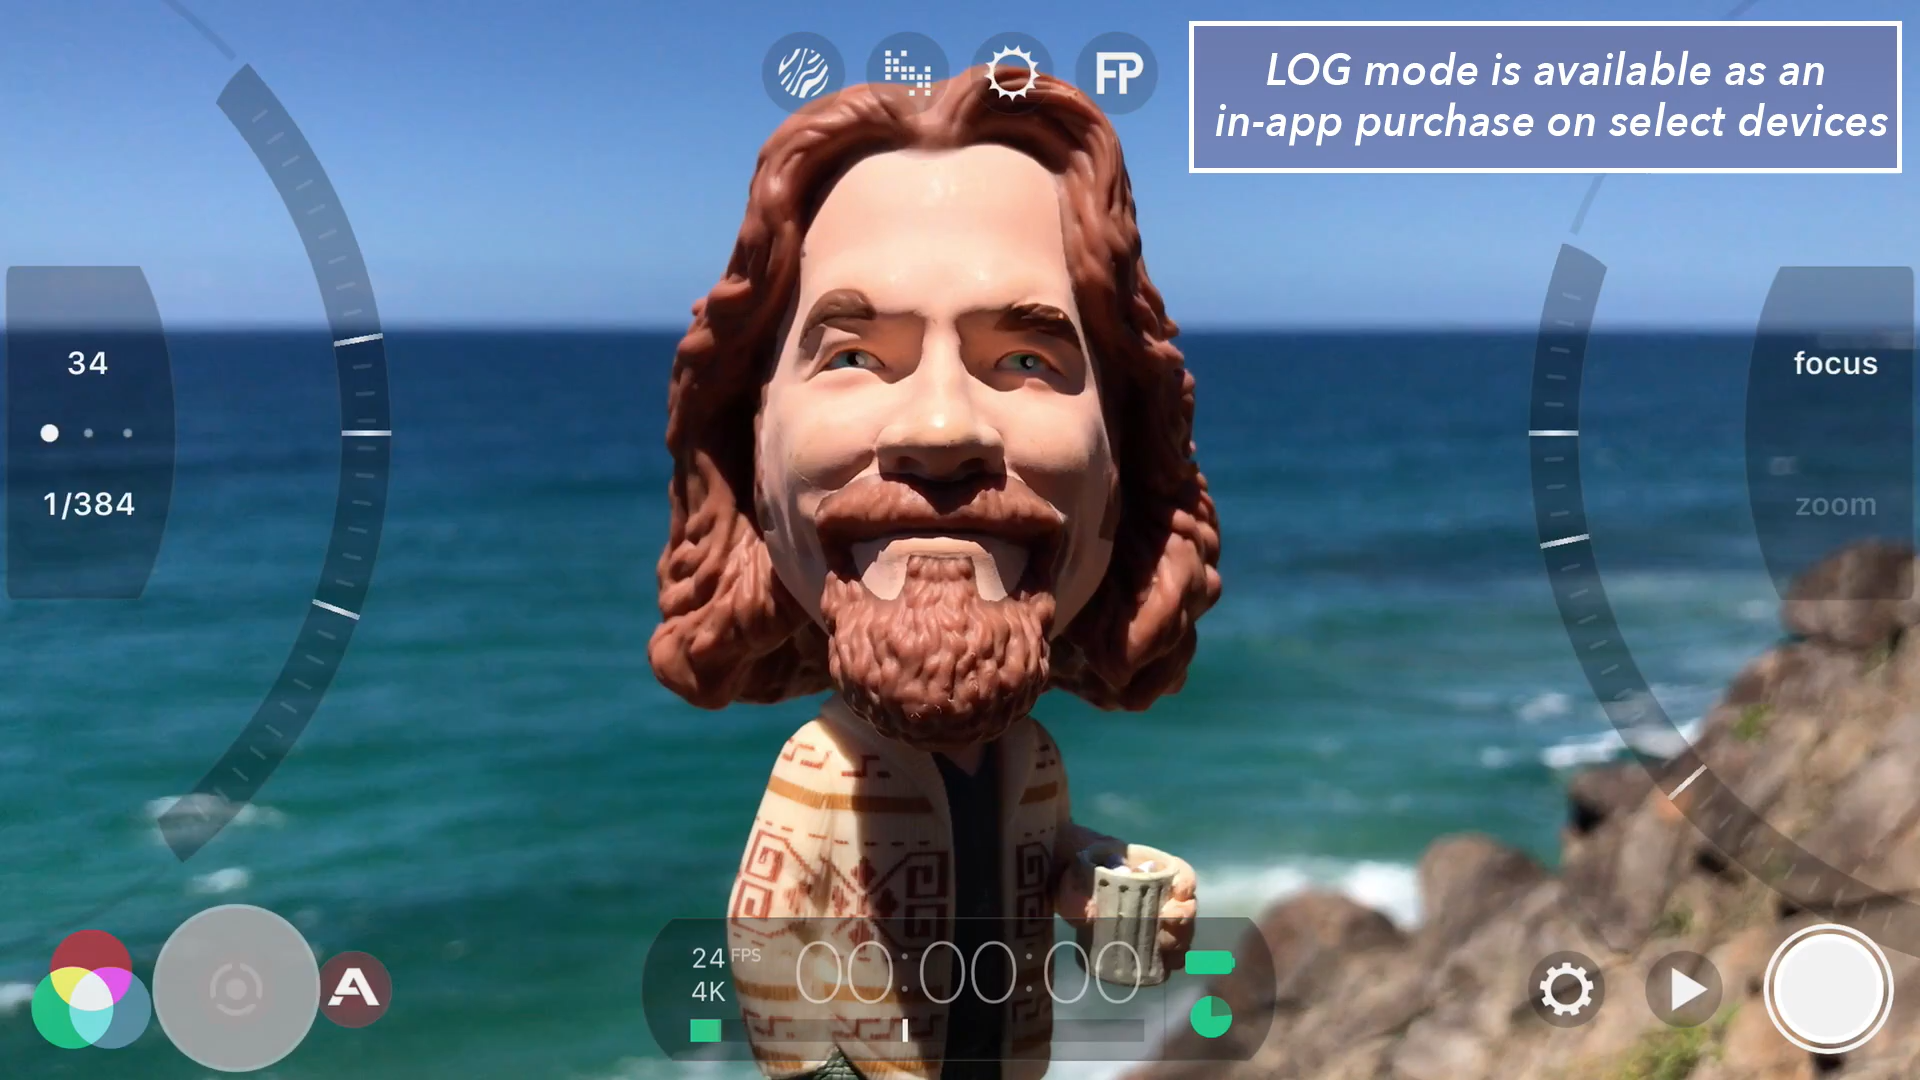 FP
LOG mode is available as an
in-app purchase on select devices
34
1/384
focus
zoom
24 FPS
4K
00:00:00
A